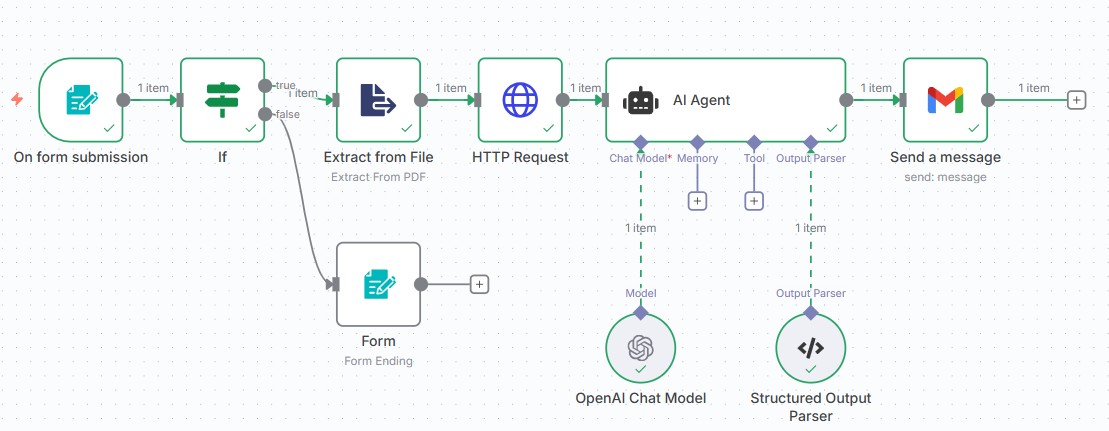 1 item
true
1 item
false
1 item
1 item
AI Agent
1 item
1 item
On form submission
If
Extract from File
Extract From PDF
HTTP Request
Chat Model*
Memory
Tool
Output Parser
Send a message
send: message
1 item
1 item
Model
Output Parser
Form
Form Ending
OpenAI Chat Model
Structured Output
Parser